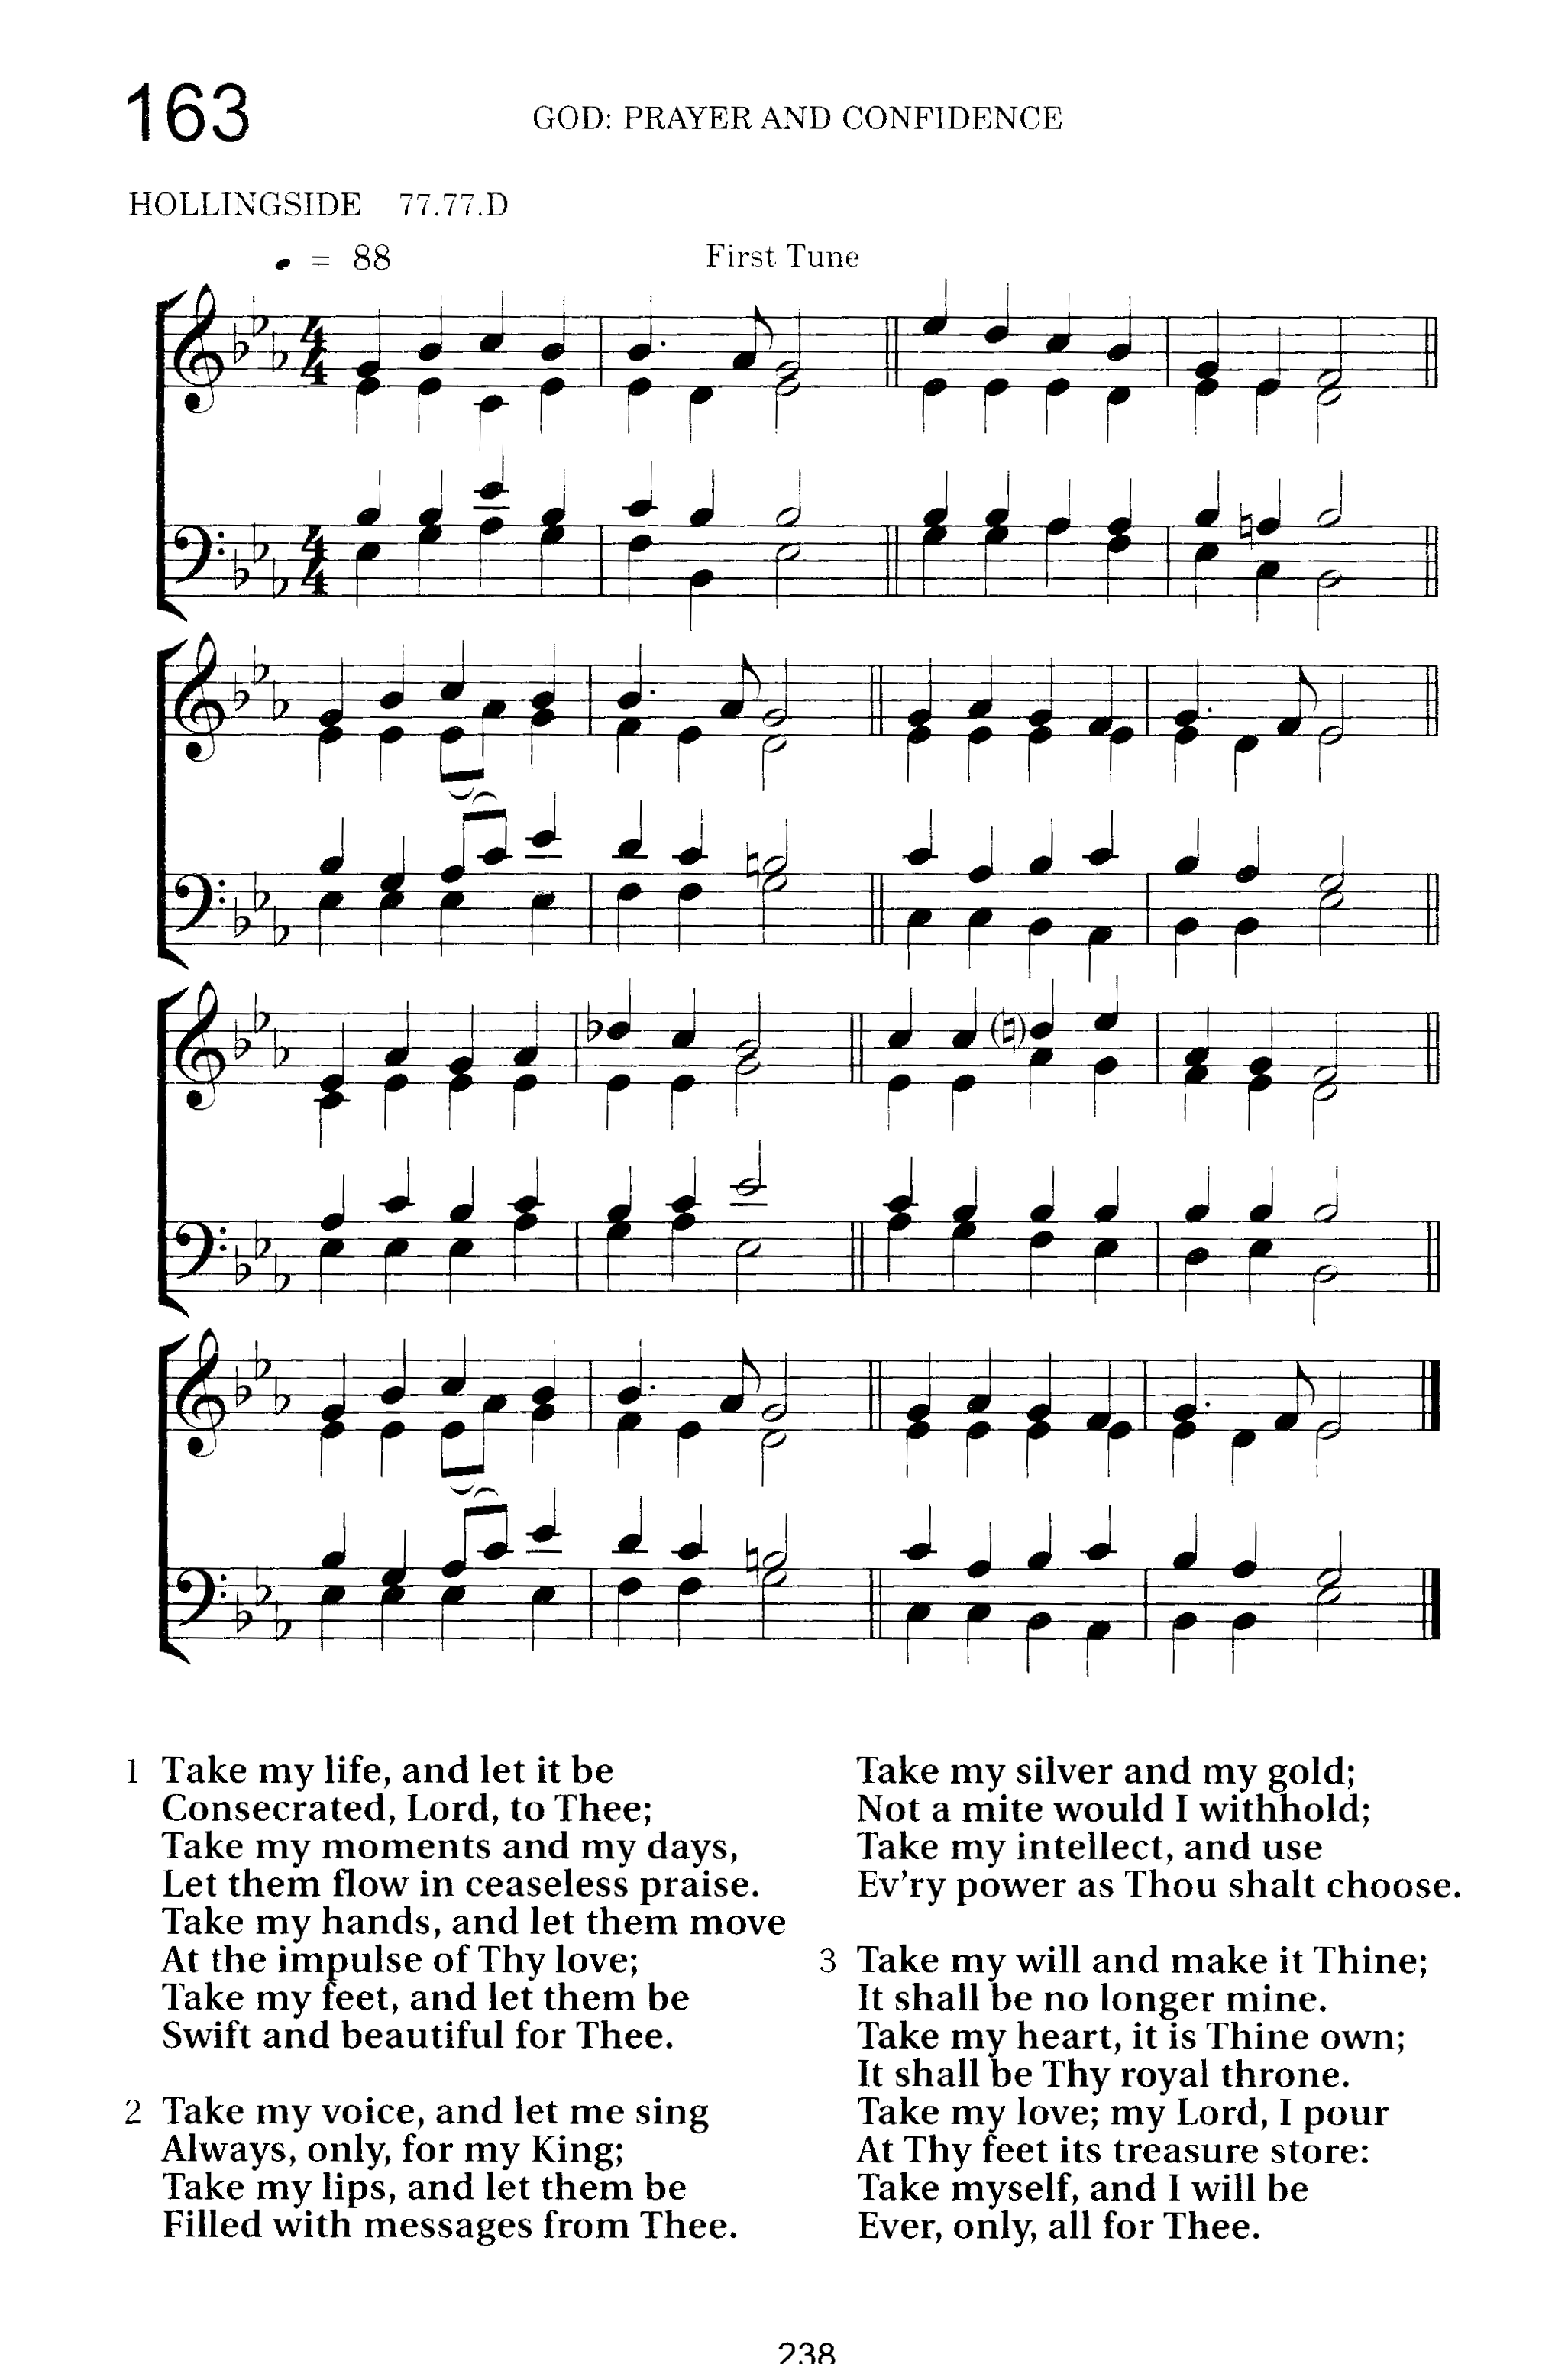 163
GOD: PRAYER AND CONFIDENCE
HOLLINGSIDE 77.77.D
= 88
First Tune
1 Take my life, and let it be
Consecrated, Lord, to Thee;
Take my moments and my days,
Let them flow in ceaseless praise.
Take my hands, and let them move
At the impulse of Thy love;
Take my feet, and let them be
Swift and beautiful for Thee.
2 Take my voice, and let me sing
Always, only, for my King;
Take my lips, and let them be
Filled with messages from Thee.
Take my silver and my gold;
Not a mite would I withhold;
Take my intellect, and use
Ev'ry power as Thou shalt choose.
3 Take my will and make it Thine;
It shall be no longer mine.
Take my heart, it is Thine own;
It shall be Thy royal throne.
Take my love; my Lord, I pour
At Thy feet its treasure store:
Take myself, and I will be
Ever, only, all for Thee.
238